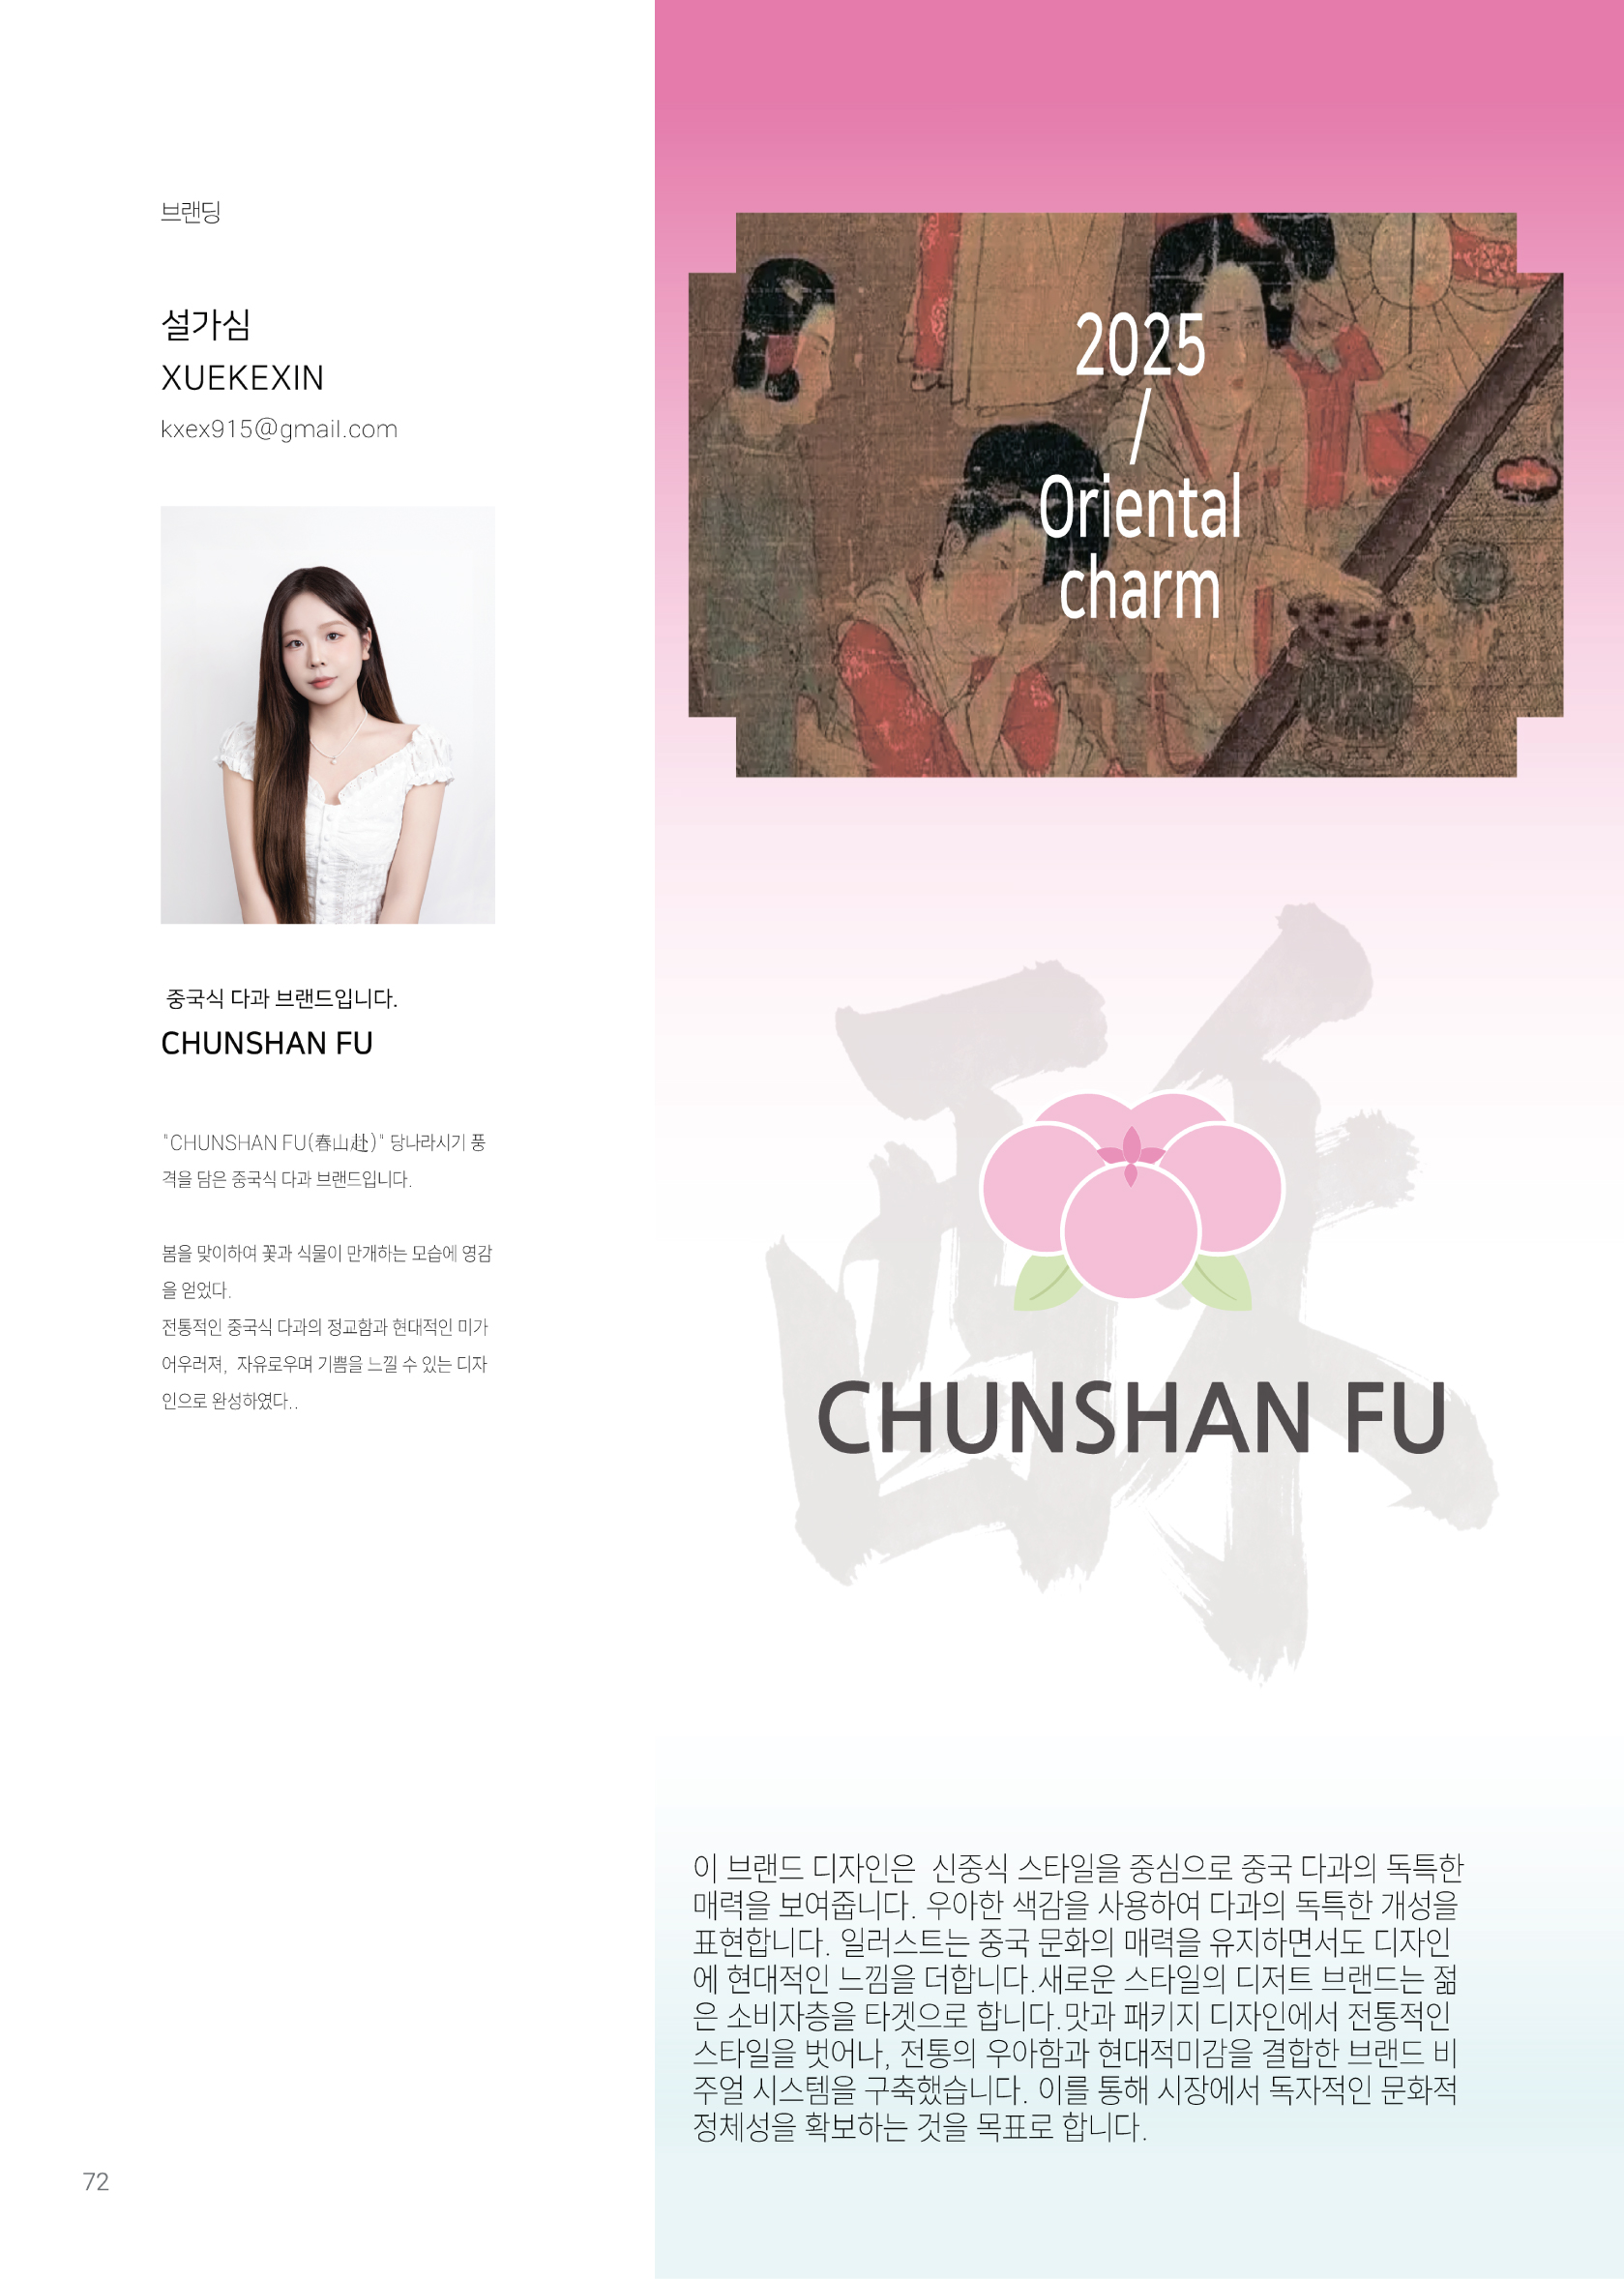 브랜딩
설가심
XUEKEXIN
kxex915@gmail.com
중국식 다과 브랜드입니다.
CHUNSHAN FU
"CHUNSHAN FU(春山赴)" 당나라시기 풍
격을 담은 중국식 다과 브랜드입니다.
봄을 맞이하여 꽃과 식물이 만개하는 모습에 영감
을 얻었다.
전통적인 중국식 다과의 정교함과 현대적인 미가
어우러져, 자유로우며 기쁨을 느낄 수 있는 디자
인으로 완성하였다..
72
2025
/
Oriental
charm
CHUNSHAN FU
이 브랜드 디자인은 신중식 스타일을 중심으로 중국 다과의 독특한
매력을 보여줍니다. 우아한 색감을 사용하여 다과의 독특한 개성을
표현합니다. 일러스트는 중국 문화의 매력을 유지하면서도 디자인
에 현대적인 느낌을 더합니다.새로운 스타일의 디저트 브랜드는 젊
은 소비자층을 타겟으로 합니다.맛과 패키지 디자인에서 전통적인
스타일을 벗어나, 전통의 우아함과 현대적미감을 결합한 브랜드 비
주얼 시스템을 구축했습니다. 이를 통해 시장에서 독자적인 문화적
정체성을 확보하는 것을 목표로 합니다.